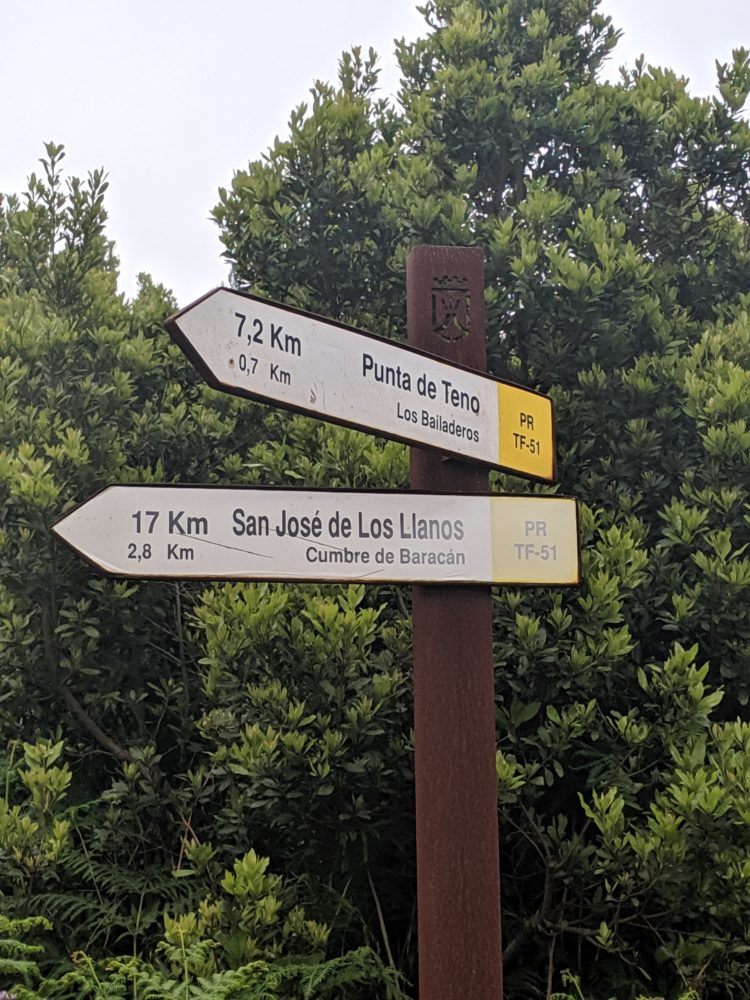 7,2 Km Punta de Teno
0,7 Km Los Bailaderos
PR
TF-51
17 Km San José de Los Llanos
2,8 Km Cumbre de Baracán
PR
TF-51